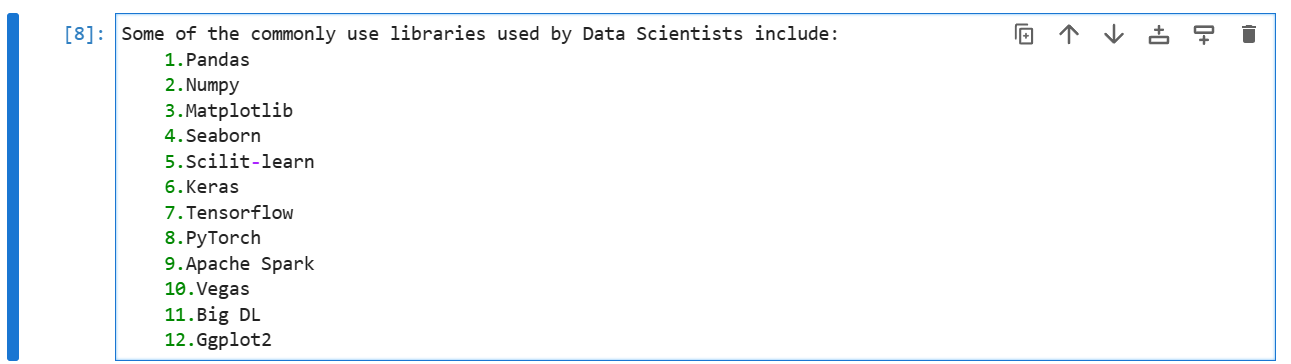 [8]: Some of the commonly use libraries used by Data Scientists include:
1.Pandas
2.Numpy
3.Matplotlib
4.Seaborn
5.Scilit-learn
6.Keras
7.Tensorflow
8.PyTorch
9.Apache Spark
10.Vegas
11.Big DL
12.Ggplot2